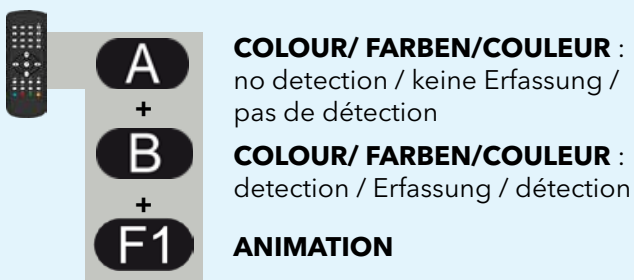 A
COLOUR/ FARBEN/COULEUR :
no detection / keine Erfassung /
pas de détection
+
B
COLOUR/ FARBEN/COULEUR :
detection / Erfassung / détection
+
F1
ANIMATION